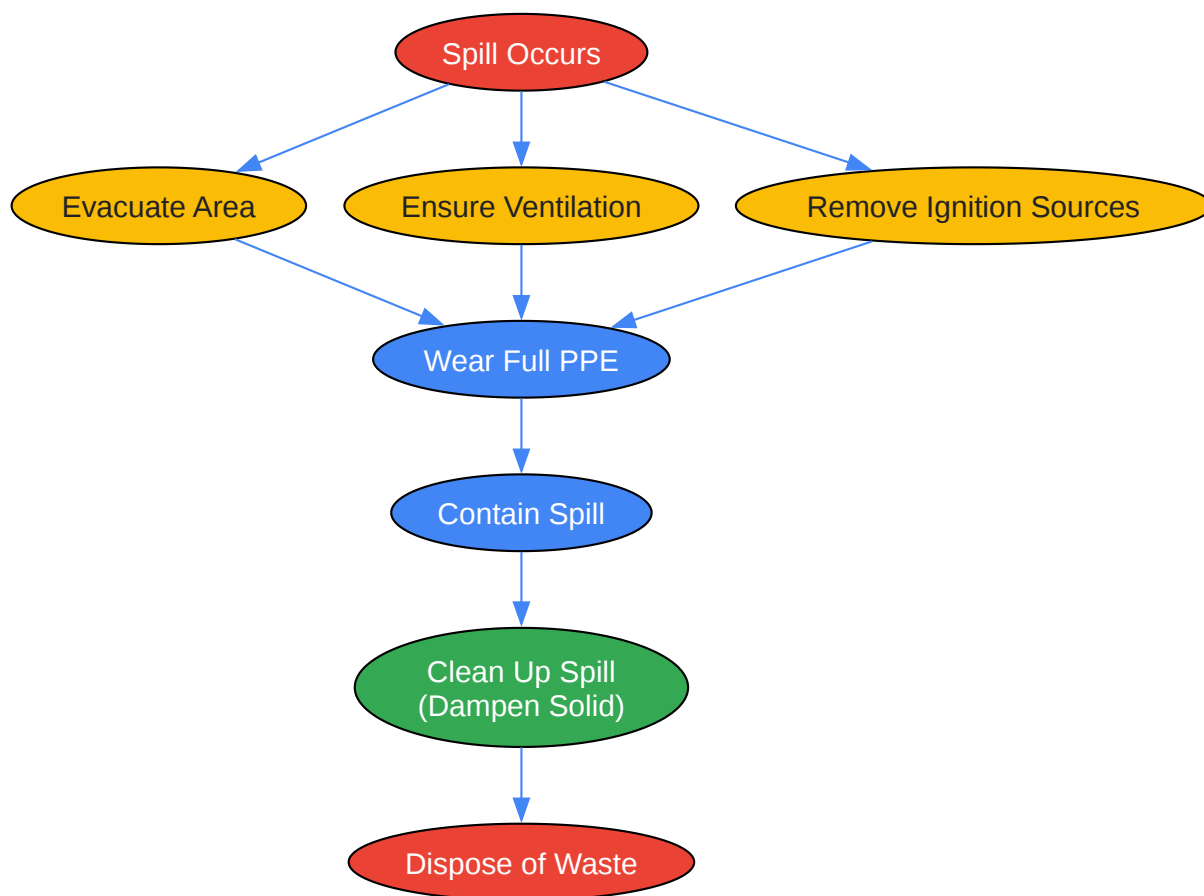 Spill Occurs
Evacuate Area
Ensure Ventilation
Remove Ignition Sources
Wear Full PPE
Contain Spill
Clean Up Spill
(Dampen Solid)
Dispose of Waste